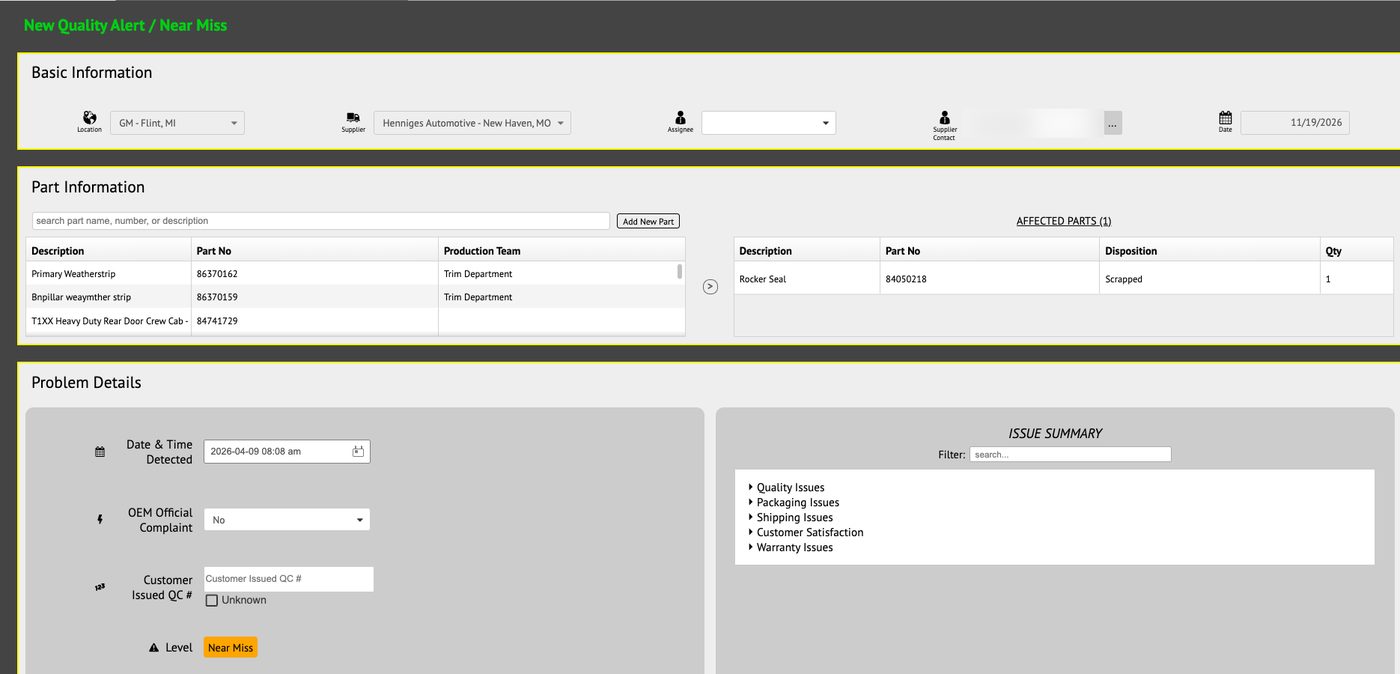 New Quality Alert / Near Miss
Basic Information
Location
GM - Flint, MI
Supplier
Henniges Automotive - New Haven, MO
Assignee
Supplier
Contact
...
Date
11/19/2026
Part Information
search part name, number, or description
Add New Part
Description Part No Production Team
Primary Weatherstrip 86370162 Trim Department
Bnpillar weaymther strip 86370159 Trim Department
T1XX Heavy Duty Rear Door Crew Cab - 84741729
>
AFFECTED PARTS (1)
Description Part No Disposition Qty
Rocker Seal 84050218 Scrapped 1
Problem Details
Date & Time
Detected
2026-04-09 08:08 am
OEM Official
Complaint
No
123
Customer
Issued QC #
Customer Issued QC #
Unknown
Level
Near Miss
ISSUE SUMMARY
Filter: search...
Quality Issues
Packaging Issues
Shipping Issues
Customer Satisfaction
Warranty Issues